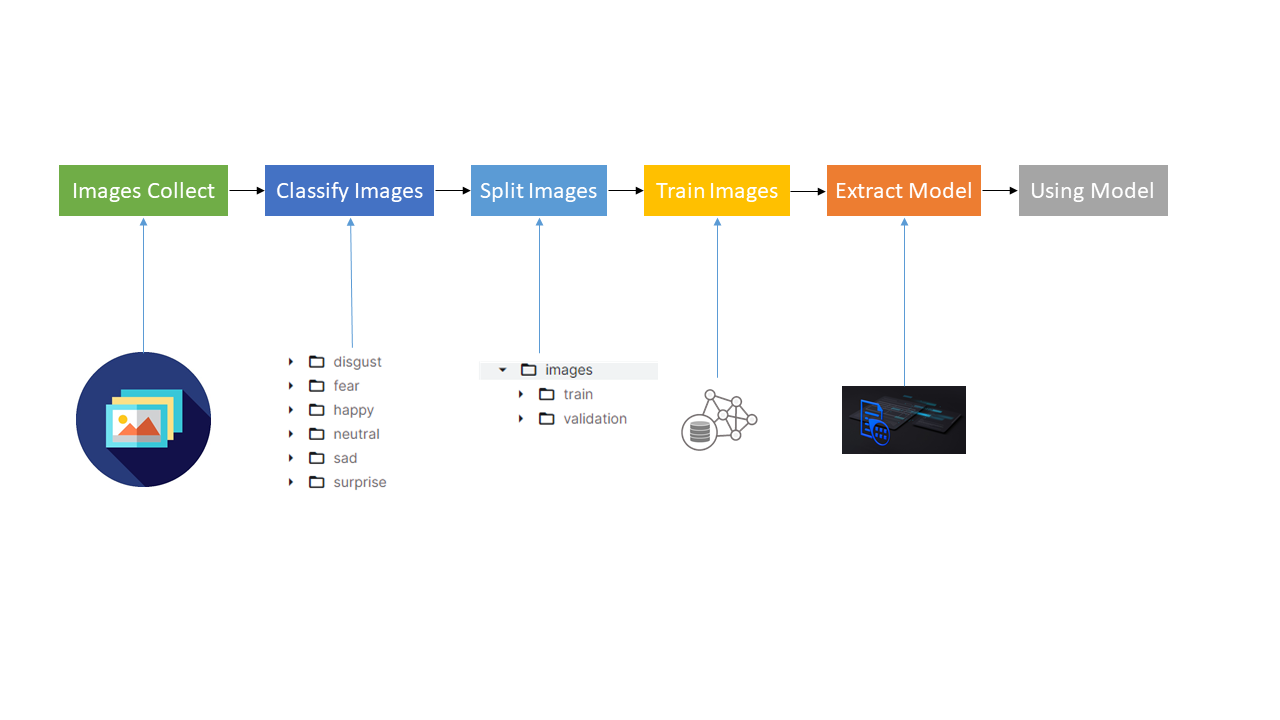 Images Collect
Classify Images
Split Images
Train Images
Extract Model
Using Model
disgust
fear
happy
neutral
sad
surprise
images
train
validation